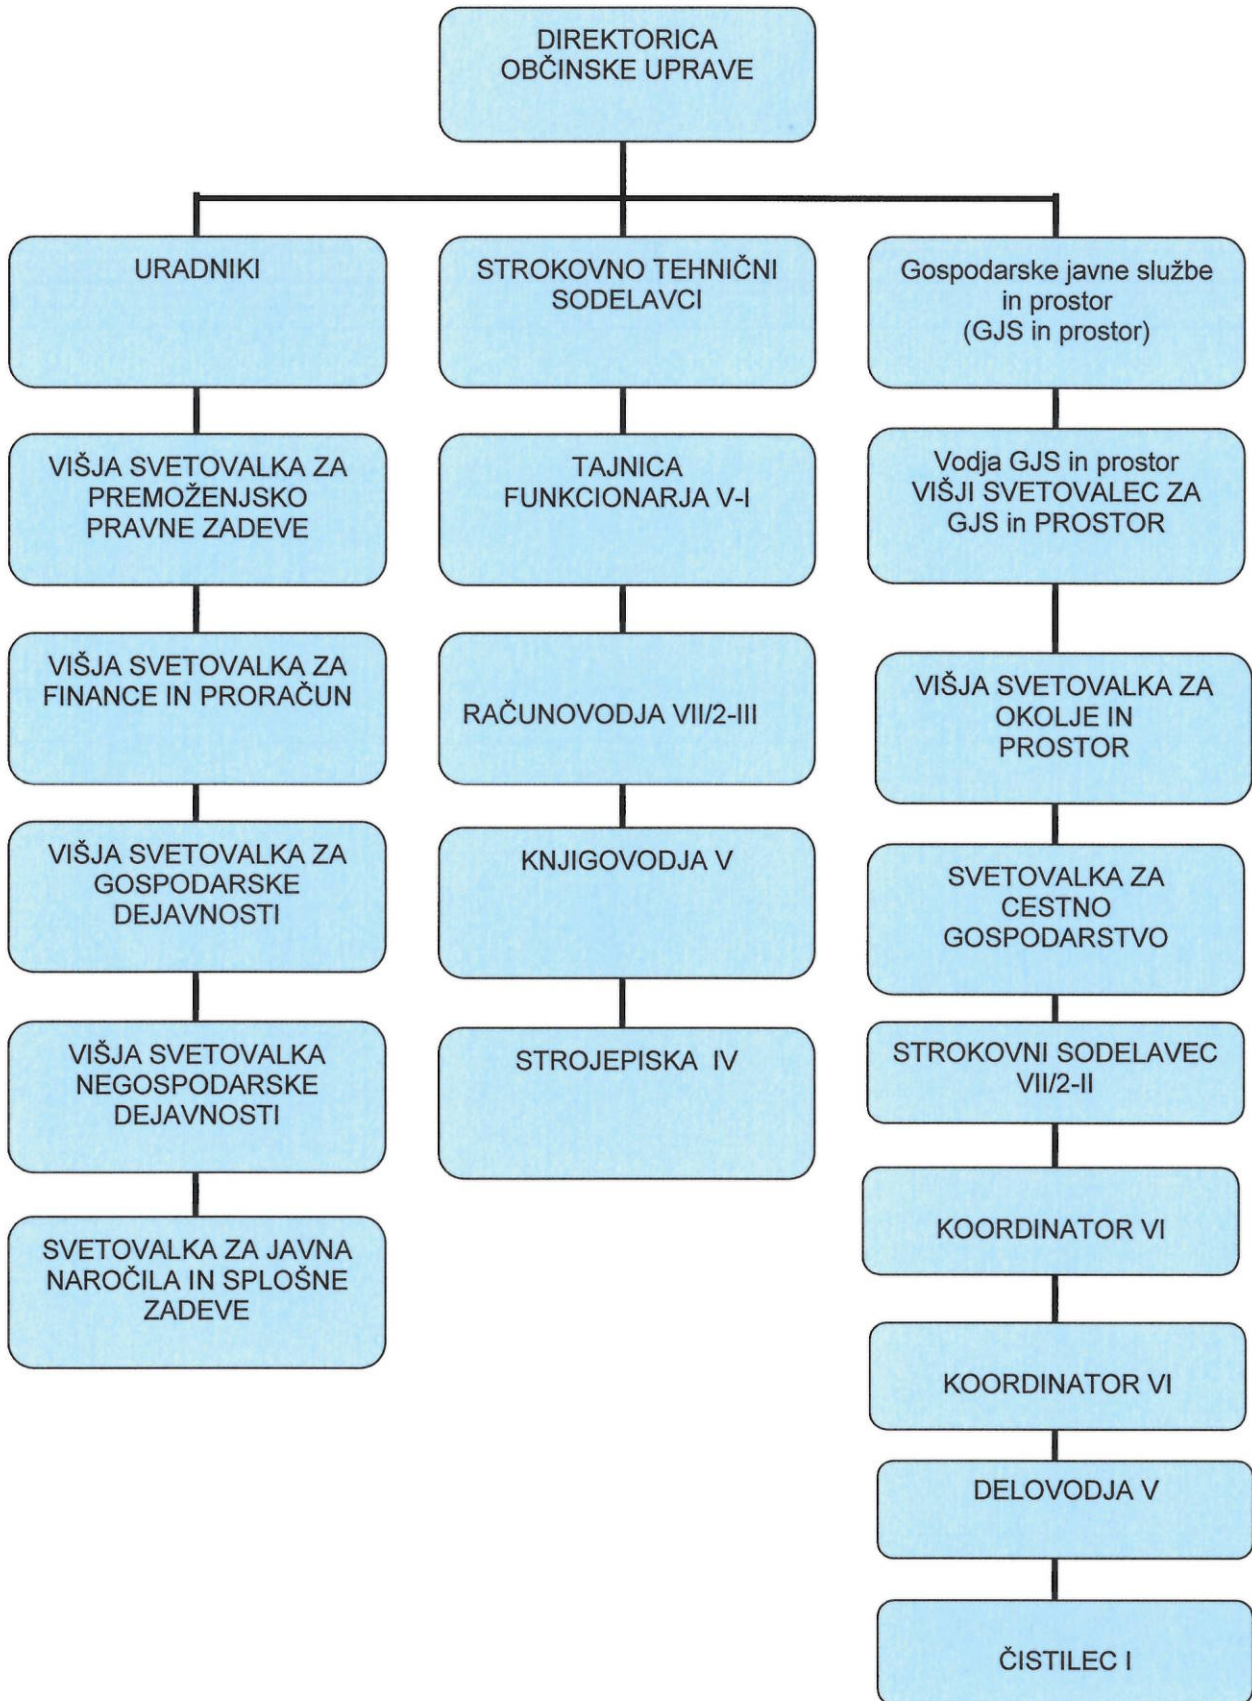 DIREKTORICA
OBČINSKE UPRAVE
URADNIKI
VIŠJA SVETOVALKA ZA
PREMOŽENJSKO
PRAVNE ZADEVE
VIŠJA SVETOVALKA ZA
FINANCE IN PRORAČUN
VIŠJA SVETOVALKA ZA
GOSPODARSKE
DEJAVNOSTI
VIŠJA SVETOVALKA
NEGOSPODARSKE
DEJAVNOSTI
SVETOVALKA ZA JAVNA
NAROČILA IN SPLOŠNE
ZADEVE
STROKOVNO TEHNIČNI
SODELAVCI
TAJNICA
FUNKCIONARJA V-I
RAČUNOVODJA VII/2-III
KNJIGOVODJA V
STROJEPISKA IV
Gospodarske javne službe
in prostor
(GJS in prostor)
Vodja GJS in prostor
VIŠJI SVETOVALEC ZA
GJS in PROSTOR
VIŠJA SVETOVALKA ZA
OKOLJE IN
PROSTOR
SVETOVALKA ZA
CESTNO
GOSPODARSTVO
STROKOVNI SODELAVEC
VII/2-II
KOORDINATOR VI
KOORDINATOR VI
DELOVODJA V
ČISTILEC I